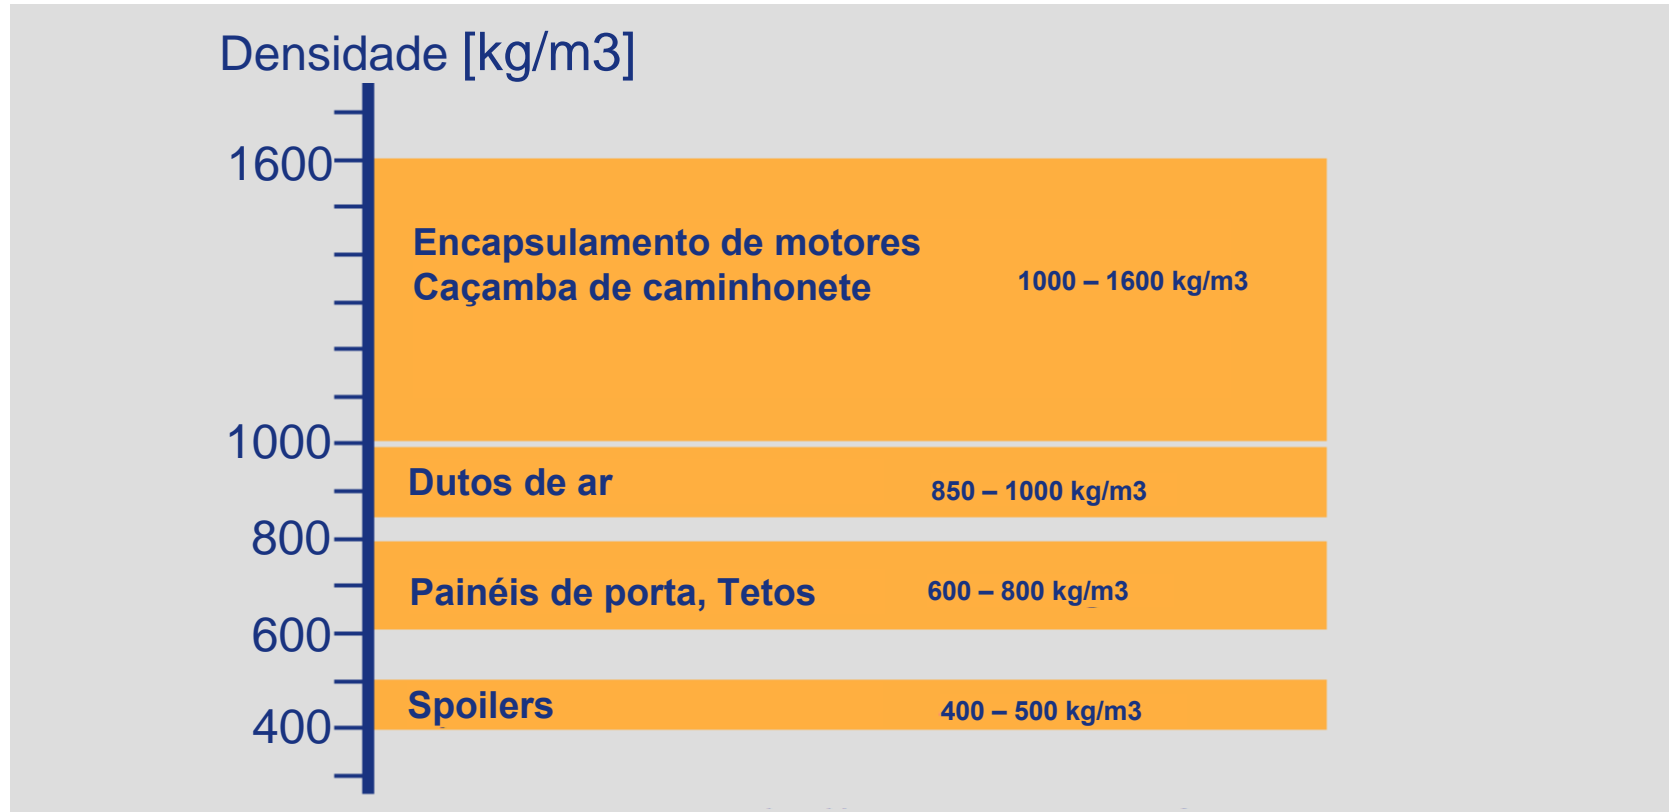 Densidade [kg/m3]
1600
Encapsulamento de motores
Caçamba de caminhonete
1000 – 1600 kg/m3
1000
Dutos de ar
850 – 1000 kg/m3
800
Painéis de porta, Tetos
600 – 800 kg/m3
600
Spoilers
400 – 500 kg/m3
400